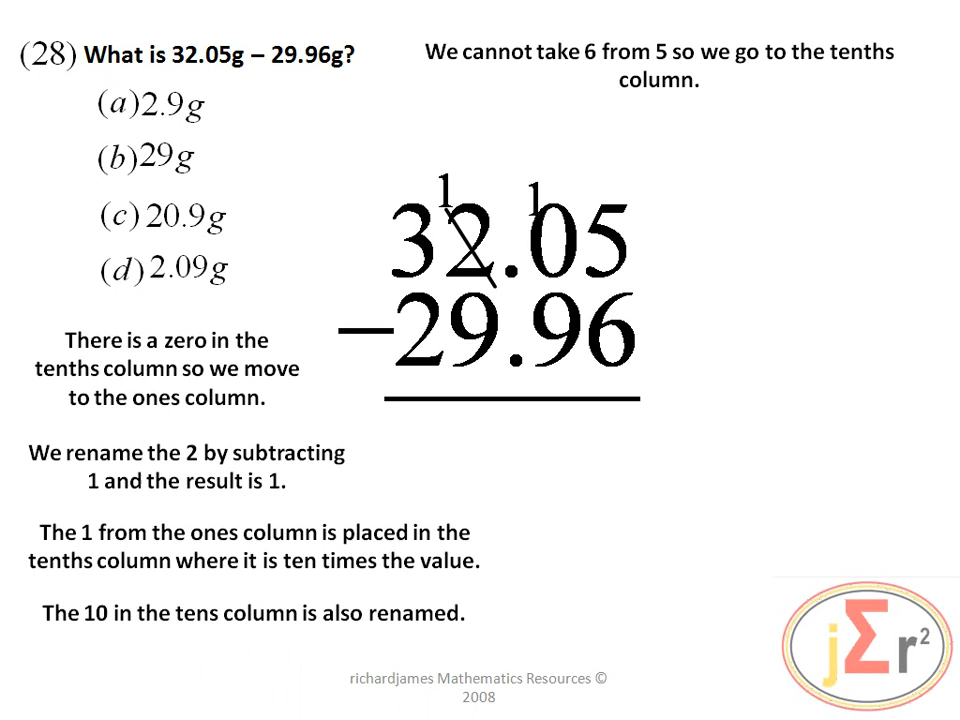 (28) What is 32.05g – 29.96g?
(a)2.9g
(b)29g
(c)20.9g
(d)2.09g
We cannot take 6 from 5 so we go to the tenths
column.
1 1
32.05
–29.96
There is a zero in the
tenths column so we move
to the ones column.
We rename the 2 by subtracting
1 and the result is 1.
The 1 from the ones column is placed in the
tenths column where it is ten times the value.
The 10 in the tens column is also renamed.
richardjames Mathematics Resources ©
2008
jΣr²